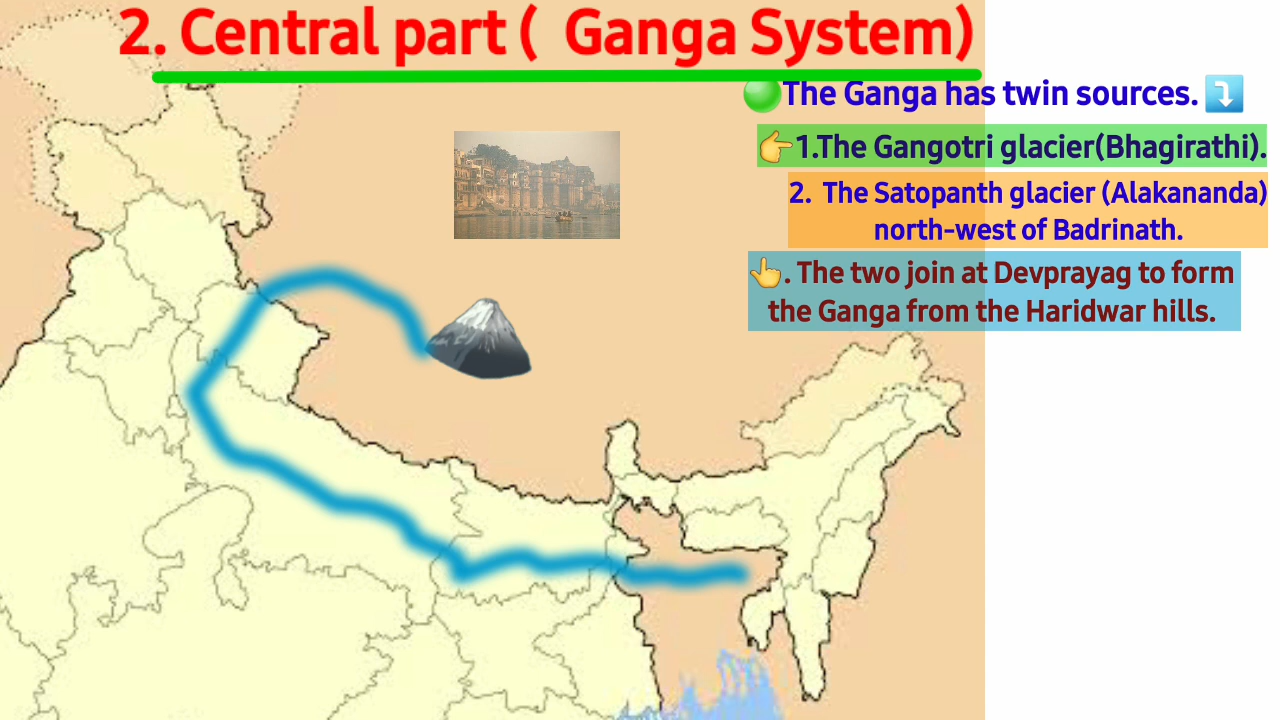 2. Central part ( Ganga System)
The Ganga has twin sources.
1.The Gangotri glacier(Bhagirathi).
2. The Satopanth glacier (Alakananda)
north-west of Badrinath.
. The two join at Devprayag to form
the Ganga from the Haridwar hills.